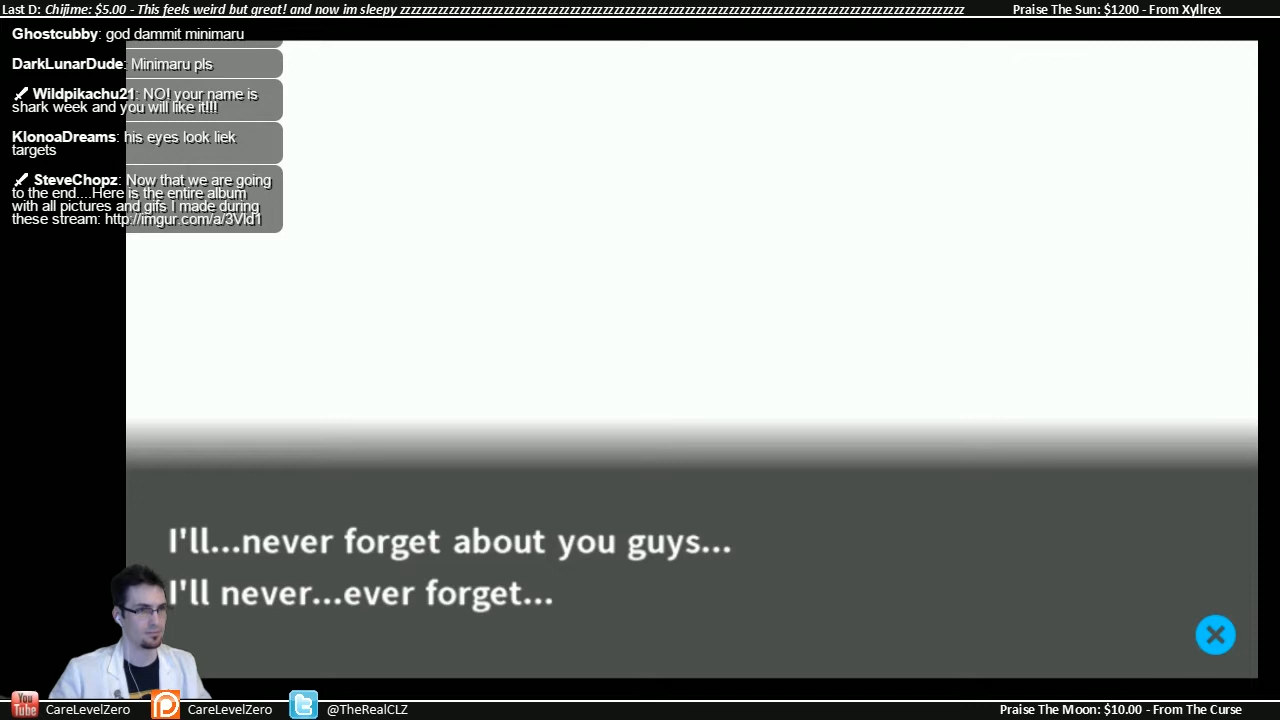 Last D: Chijime: $5.00 - This feels weird but great! and now im sleepy zzzzzzzzzzzzzzzzzzzzzzzzzzzzzzzzzzzzzzzzzzzzzzzzzzzzzzzzzzzzzzzzzzzzzzzzzzzzzzzzzzzzzzzzzzzzzzzz
Praise The Sun: $1200 - From Xyllrex
Ghostcubby: god dammit minimaru
DarkLunarDude: Minimaru pls
Wildpikachu21: NO! your name is
shark week and you will like it!!!
KlonoaDreams: his eyes look liek
targets
SteveChopz: Now that we are going
to the end....Here is the entire album
with all pictures and gifs I made during
these stream: http://imgur.com/a/3Vld1
I'll...never forget about you guys...
I'll never...ever forget...
You
Tube
CareLevelZero
CareLevelZero
@TheRealCLZ
Praise The Moon: $10.00 - From The Curse